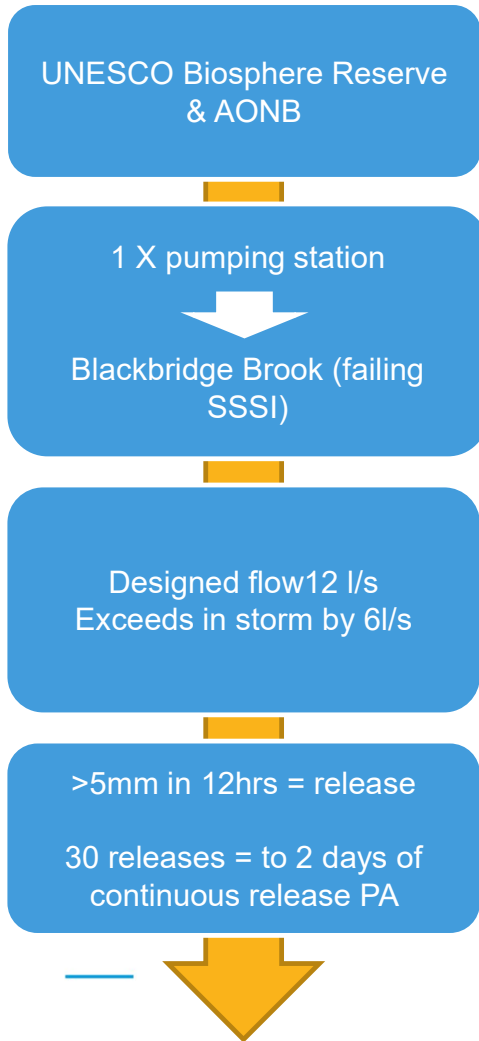 UNESCO Biosphere Reserve
& AONB
1 X pumping station
Blackbridge Brook (failing
SSSI)
Designed flow12 l/s
Exceeds in storm by 6l/s
>5mm in 12hrs = release
30 releases = to 2 days of
continuous release PA